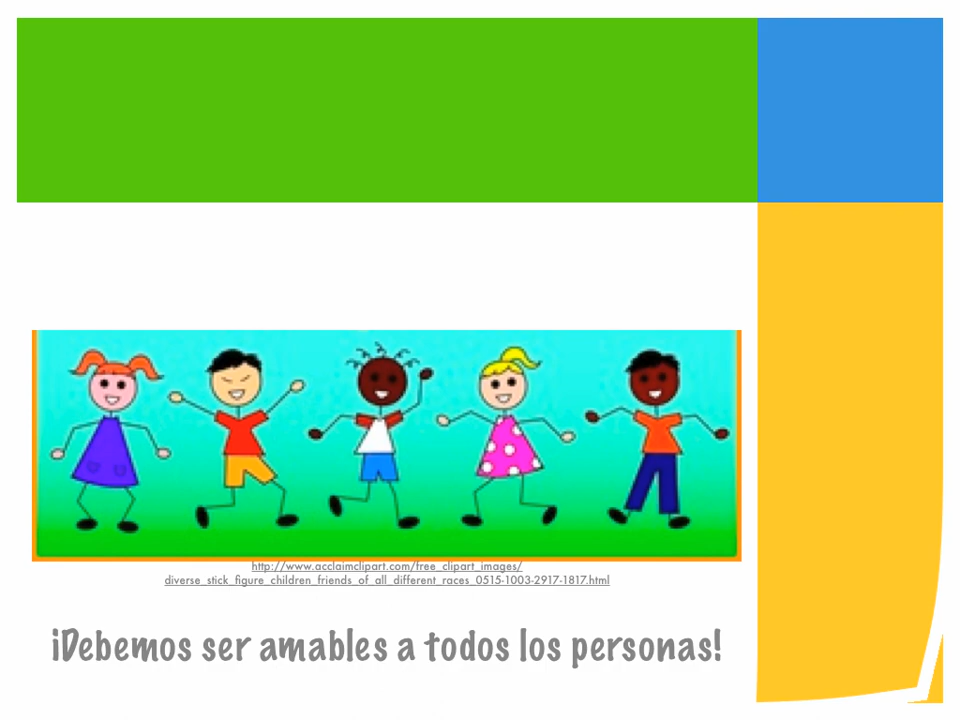 http://www.acclaimclipart.com/free_clipart_images/
diverse_stick_figure_children_friends_of_all_different_races_0515-1003-2917-1817.html
¡Debemos ser amables a todos los personas!